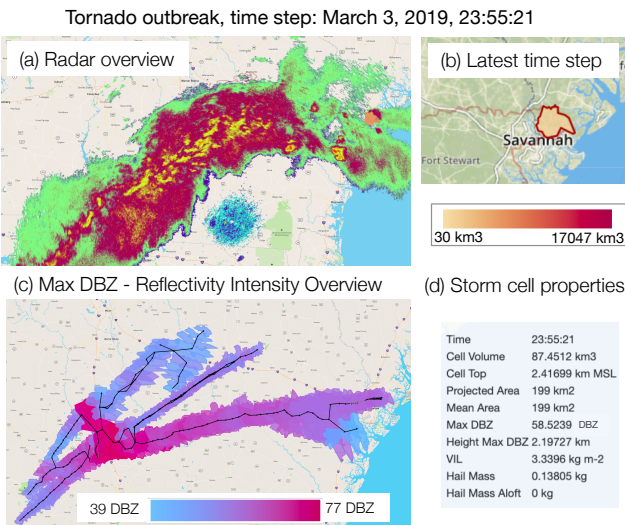 Tornado outbreak, time step: March 3, 2019, 23:55:21
(a) Radar overview
(b) Latest time step
Savannah
Fort Stewart
30 km3
17047 km3
(c) Max DBZ - Reflectivity Intensity Overview
39 DBZ
77 DBZ
(d) Storm cell properties
Time 23:55:21
Cell Volume 87.4512 km3
Cell Top 2.41699 km MSL
Projected Area 199 km2
Mean Area 199 km2
Max DBZ 58.5239 DBZ
Height Max DBZ 2.19727 km
VIL 3.3396 kg m-2
Hail Mass 0.13805 kg
Hail Mass Aloft 0 kg